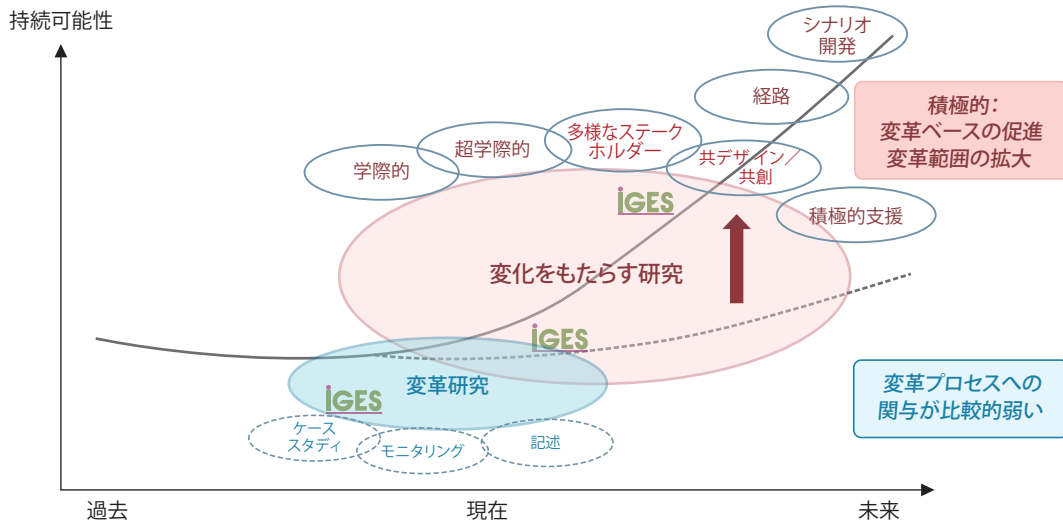 持続可能性
シナリオ
開発
経路
積極的：
変革ベースの促進
変革範囲の拡大
多様なステーク
ホルダー
超学際的
学際的
共デザイン／
共創
積極的支援
iGES
変化をもたらす研究
iGES
変革研究
iGES
変革プロセスへの
関与が比較的弱い
ケース
スタディ
モニタリング
記述
過去
現在
未来